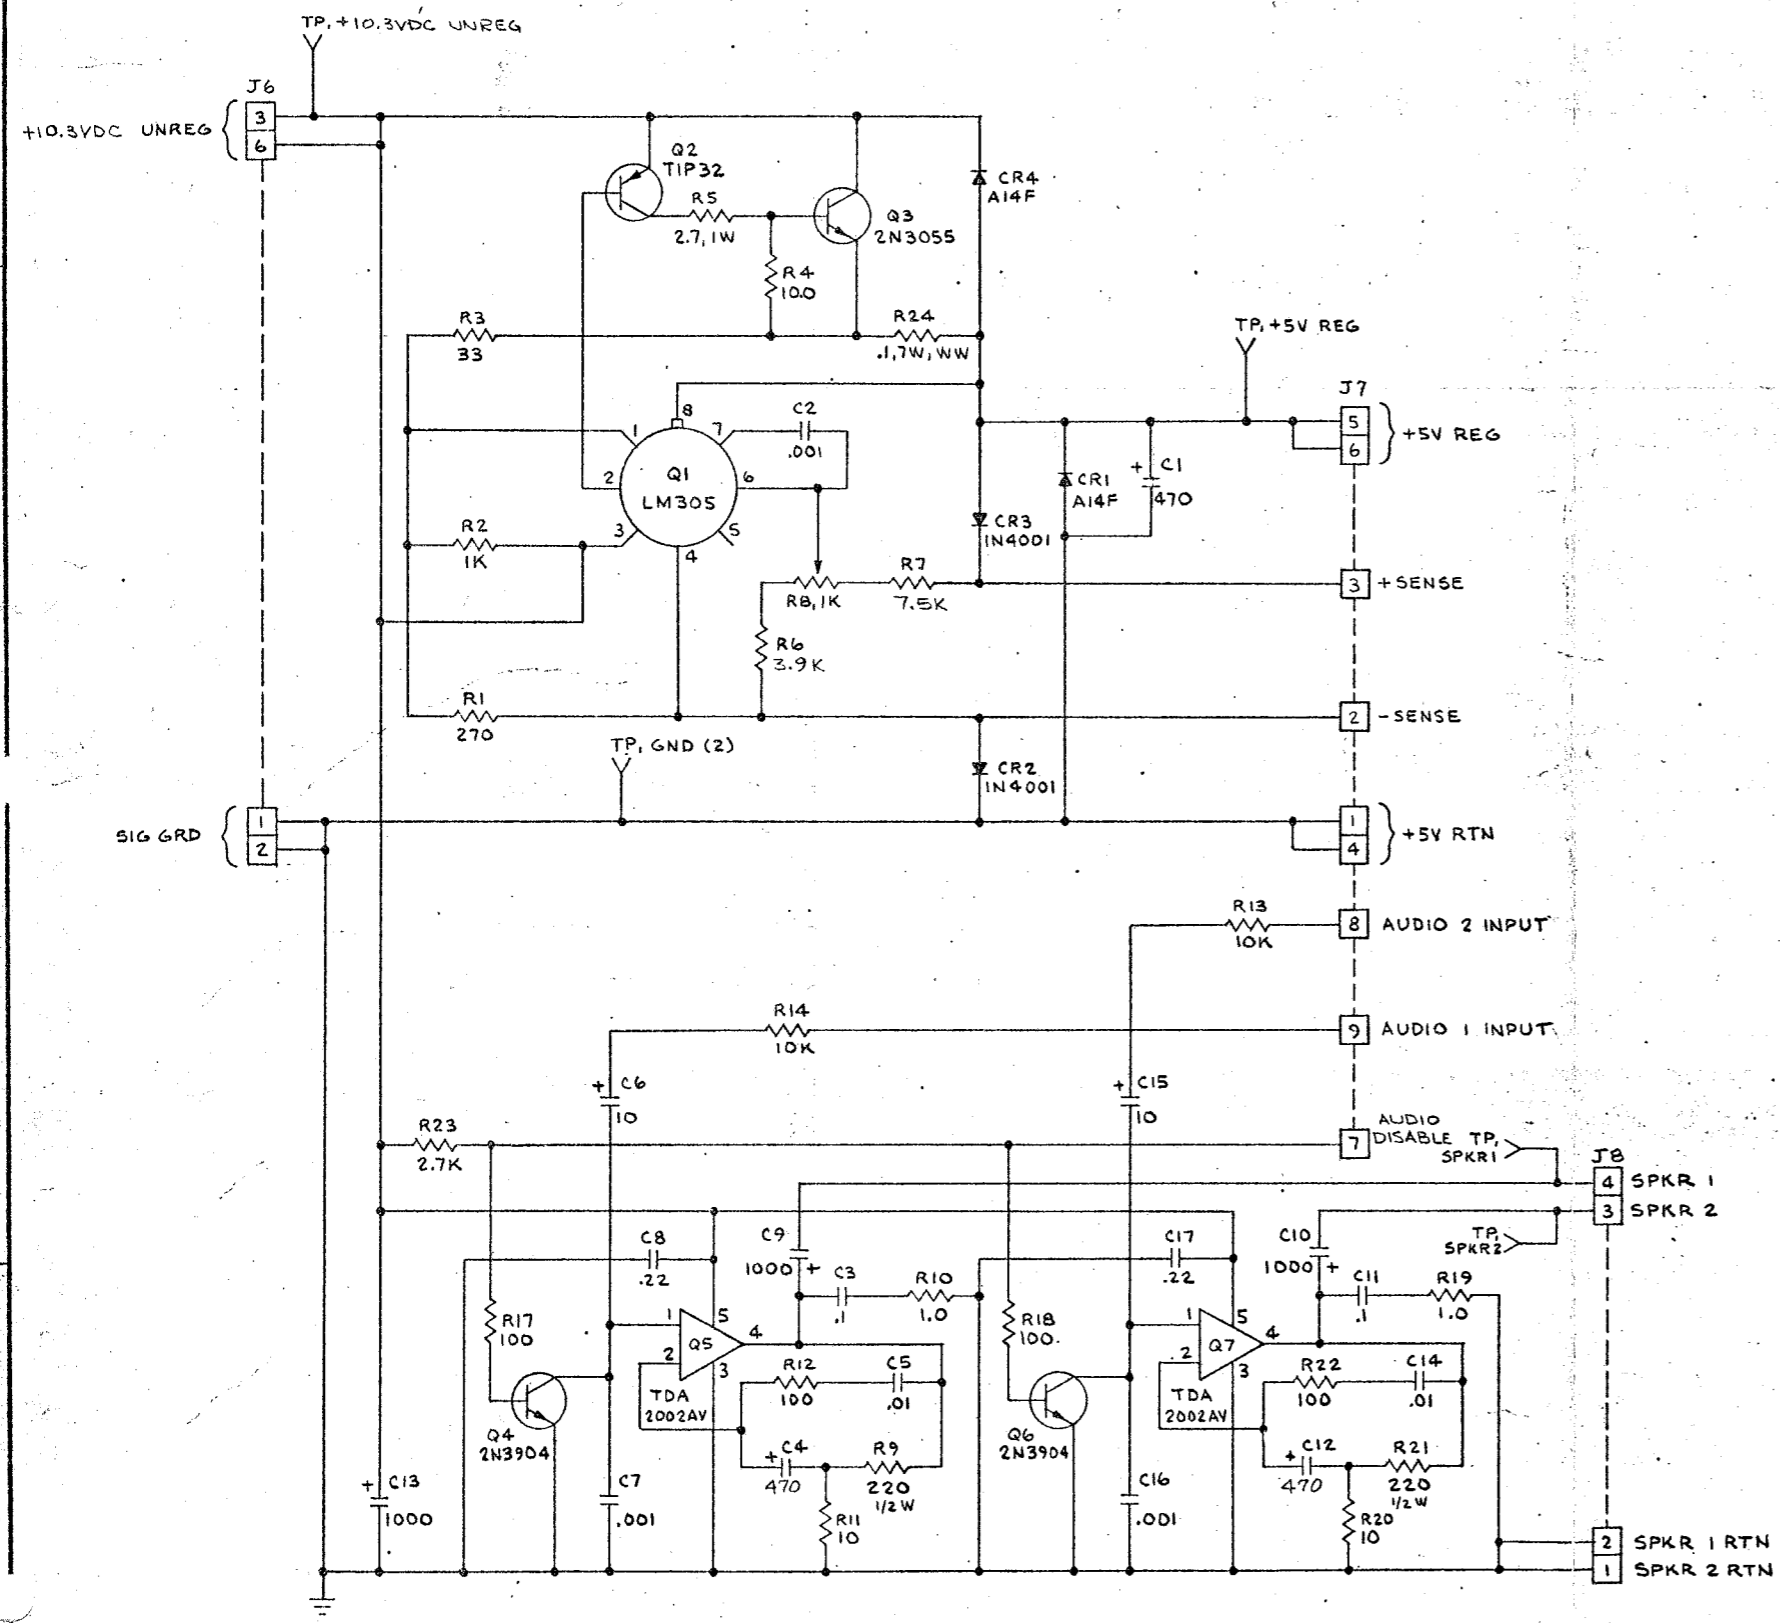 TP, +10.3VDC UNREG
J6
+10.3VDC UNREG
3
6
Q2
TIP32
R5
2.7, 1W
Q3
2N3055
CR4
A14F
R4
10.0
R3
33
R24
.1, 7W, WW
TP, +5V REG
J7
5
6
+5V REG
8
1
7
C2
.001
Q1
LM305
2
6
3
5
4
CR1
A14F
+
C1
470
R2
1K
CR3
1N4001
R7
7.5K
R8, 1K
3
+SENSE
R6
3.9K
R1
270
2
-SENSE
TP, GND (2)
CR2
1N4001
SIG GRD
1
2
1
4
+5V RTN
R13
10K
8
AUDIO 2 INPUT
R14
10K
9
AUDIO 1 INPUT
+
C6
10
+
C15
10
R23
2.7K
7
AUDIO
DISABLE
TP,
SPKR1
J8
4
SPKR 1
3
SPKR 2
TP,
SPKR2
C8
.22
C9
1000
+
C3
.1
R10
1.0
C17
.22
C10
1000
+
C11
.1
R19
1.0
R17
100
1
5
Q5
4
2
3
TDA
2002AV
R12
100
C5
.01
R18
100
1
5
Q7
4
2
3
TDA
2002AV
R22
100
C14
.01
Q4
2N3904
+
C4
470
R9
220
1/2W
Q6
2N3904
+
C12
470
R21
220
1/2W
+
C13
1000
C7
.001
R11
10
C16
.001
R20
10
2
SPKR 1 RTN
1
SPKR 2 RTN